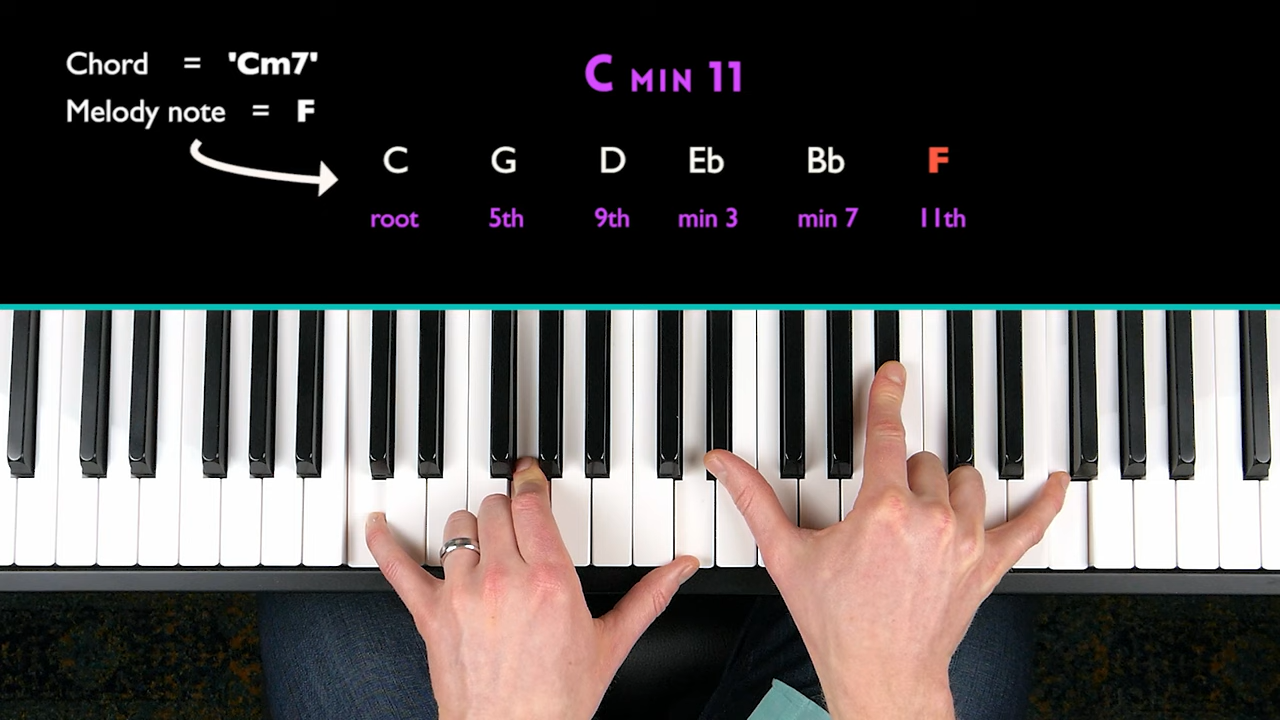 Chord = 'Cm7'
Melody note = F
C MIN 11
C G D Eb Bb F
root 5th 9th min 3 min 7 11th